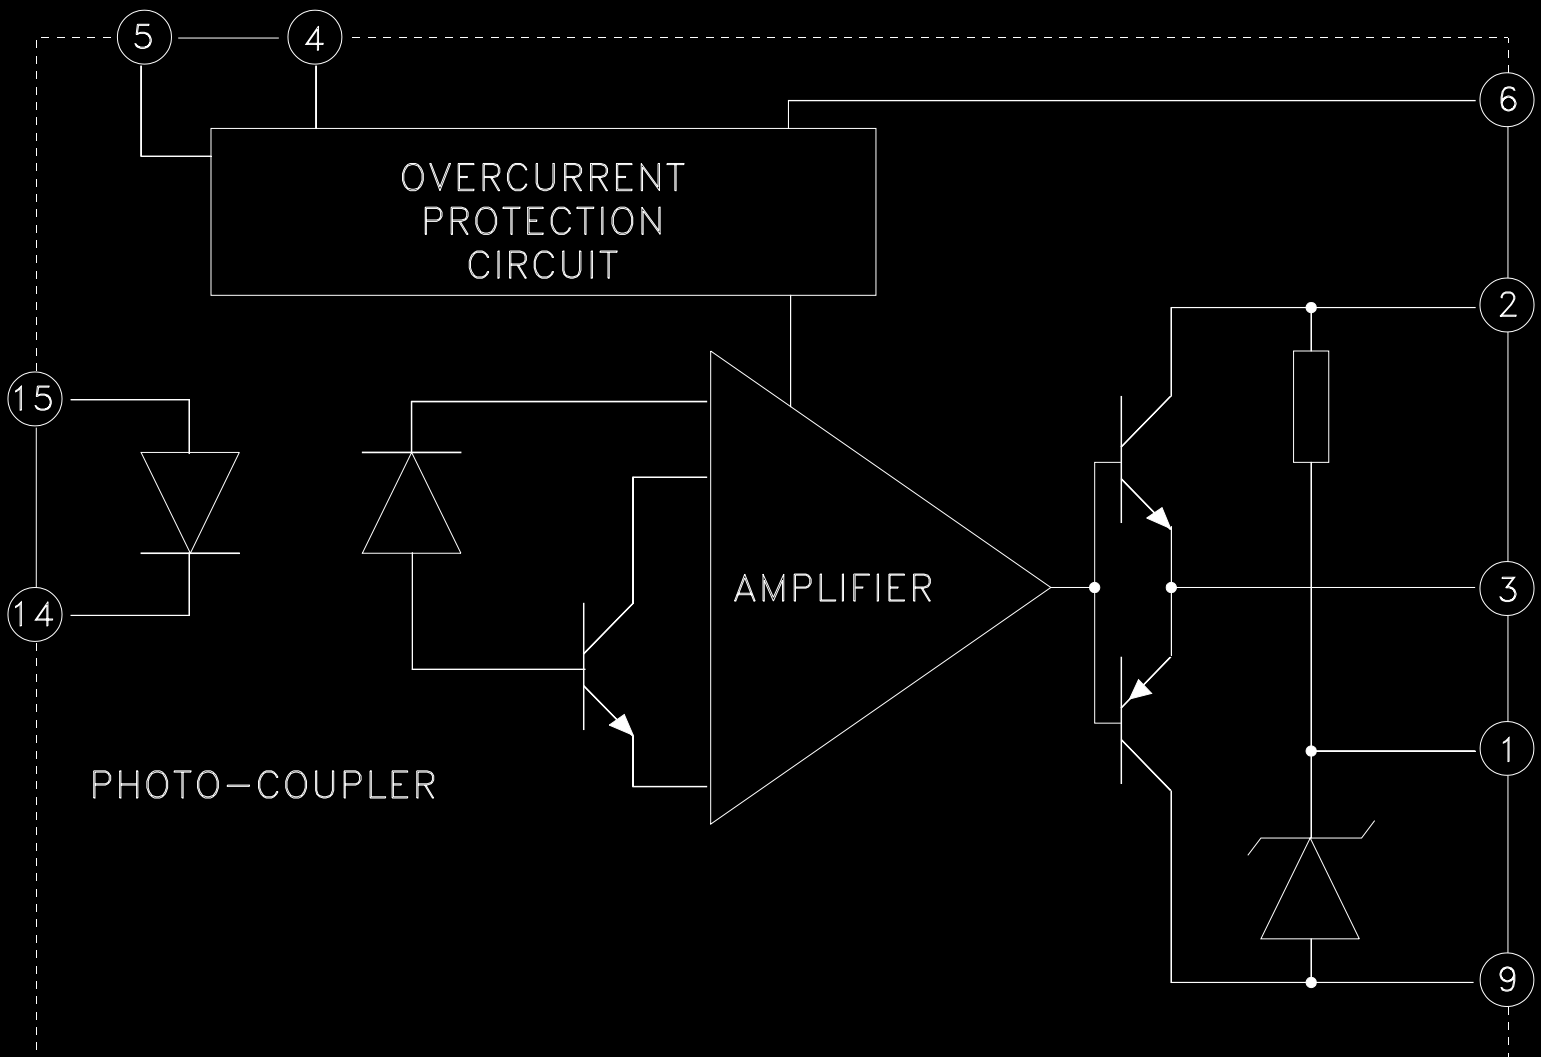 5
4
6
OVERCURRENT
PROTECTION
CIRCUIT
2
15
AMPLIFIER
3
14
1
PHOTO-COUPLER
9